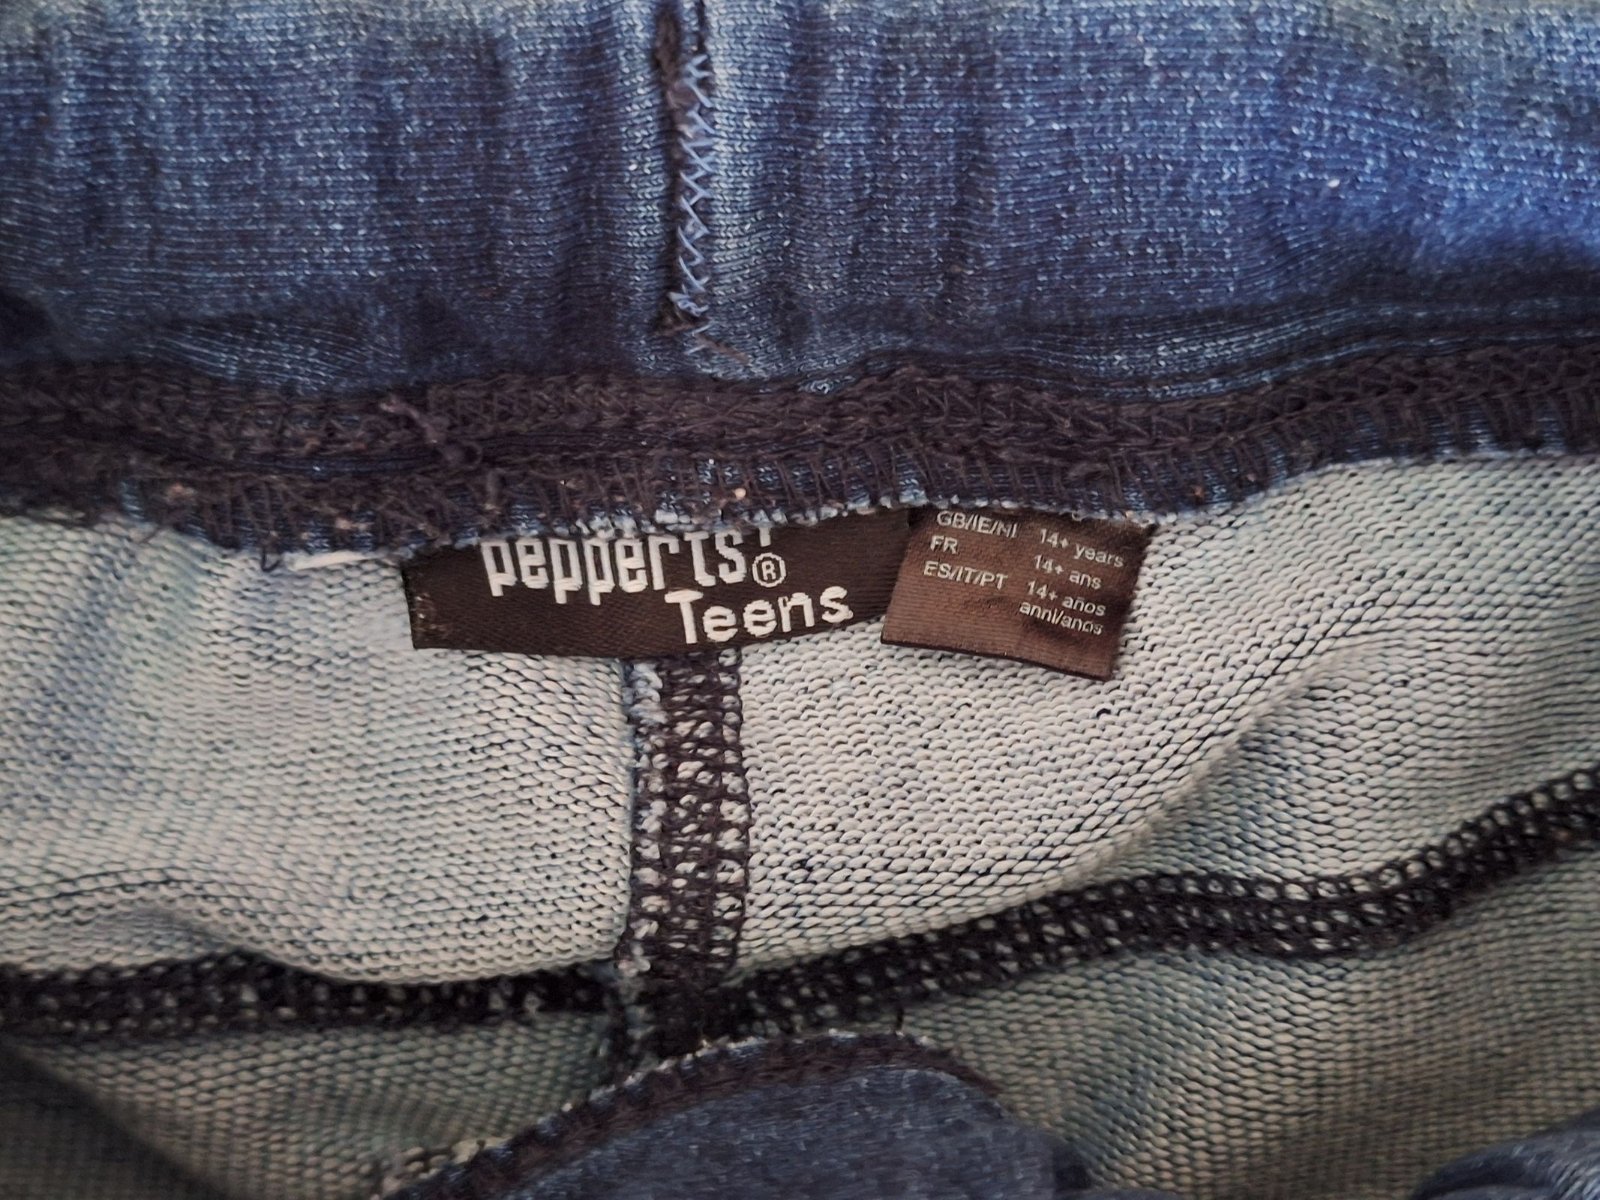 pepperts!®
Teens
GB/IE/NI 14+ years
FR 14+ ans
ES/IT/PT 14+ años
anni/anos